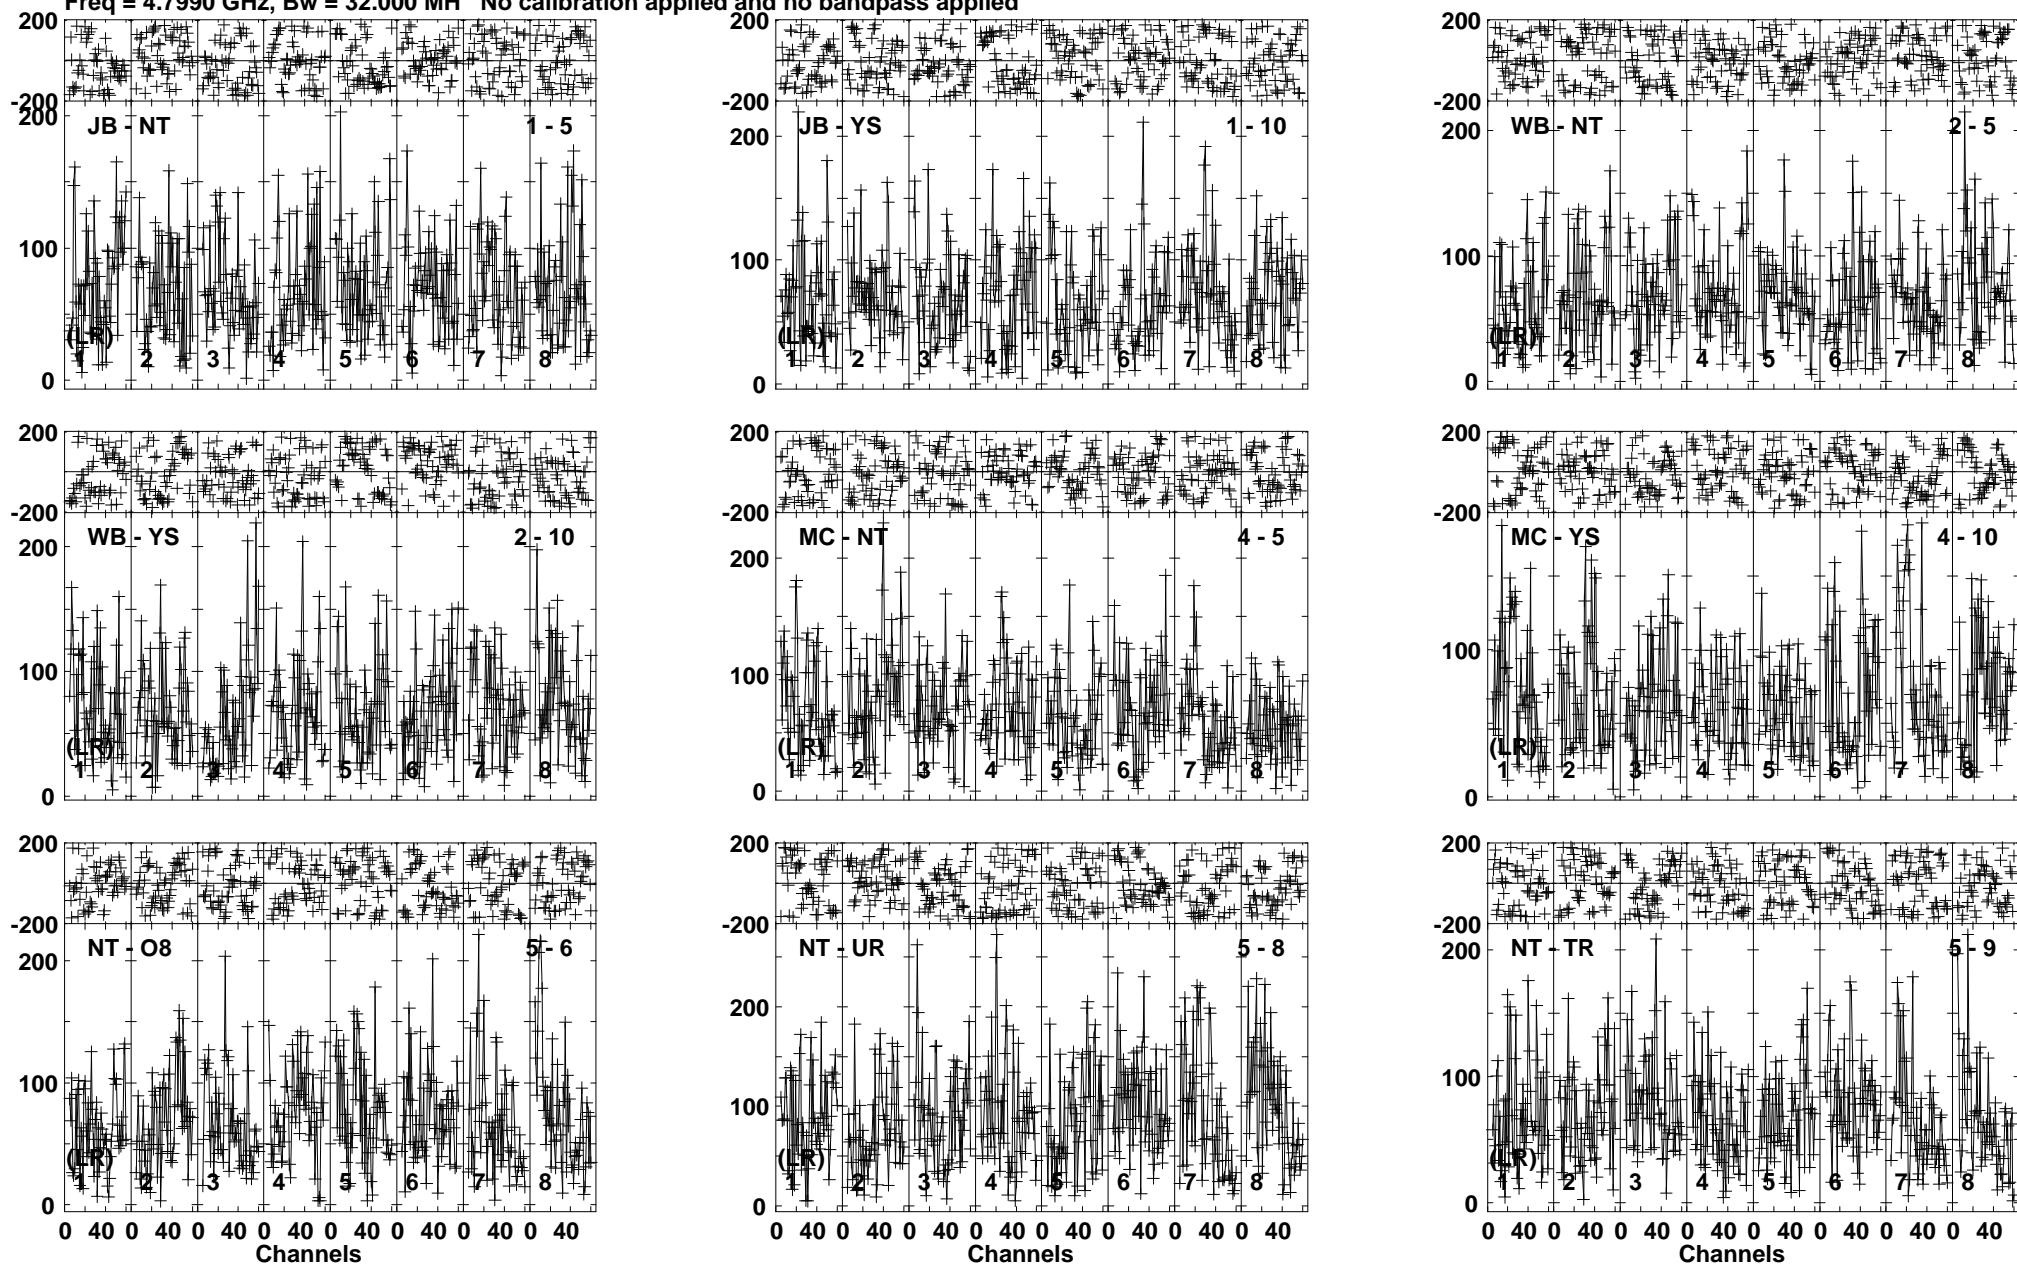 Freq = 4.7990 GHz, Bw = 32.000 MH No calibration applied and no bandpass applied
200 200 200
-200 -200 -200
200 JB - NT 1 - 5 200 JB - YS 1 - 10 200 WB - NT 2 - 5
100 100 100
(LR) (LR) (LR)
1 2 3 4 5 6 7 8 1 2 3 4 5 6 7 8 1 2 3 4 5 6 7 8
0 0 0
200 200 200
-200 -200 -200
200 WB - YS 2 - 10 200 MC - NT 4 - 5 MC - YS 4 - 10
100 100 100
(LR) (LR) (LR)
1 2 3 4 5 6 7 8 1 2 3 4 5 6 7 8 1 2 3 4 5 6 7 8
0 0 0
200 200 200
-200 -200 -200
200 NT - O8 5 - 6 200 NT - UR 5 - 8 200 NT - TR 5 - 9
100 100 100
(LR) (LR) (LR)
1 2 3 4 5 6 7 8 1 2 3 4 5 6 7 8 1 2 3 4 5 6 7 8
0 0 0
0 40 0 40 0 40 0 40 0 40 0 40 0 40 0 40 0 40 0 40 0 40 0 40 0 40 0 40 0 40 0 40 0 40 0 40 0 40 0 40 0 40 0 40 0 40 0 40
Channels Channels Channels